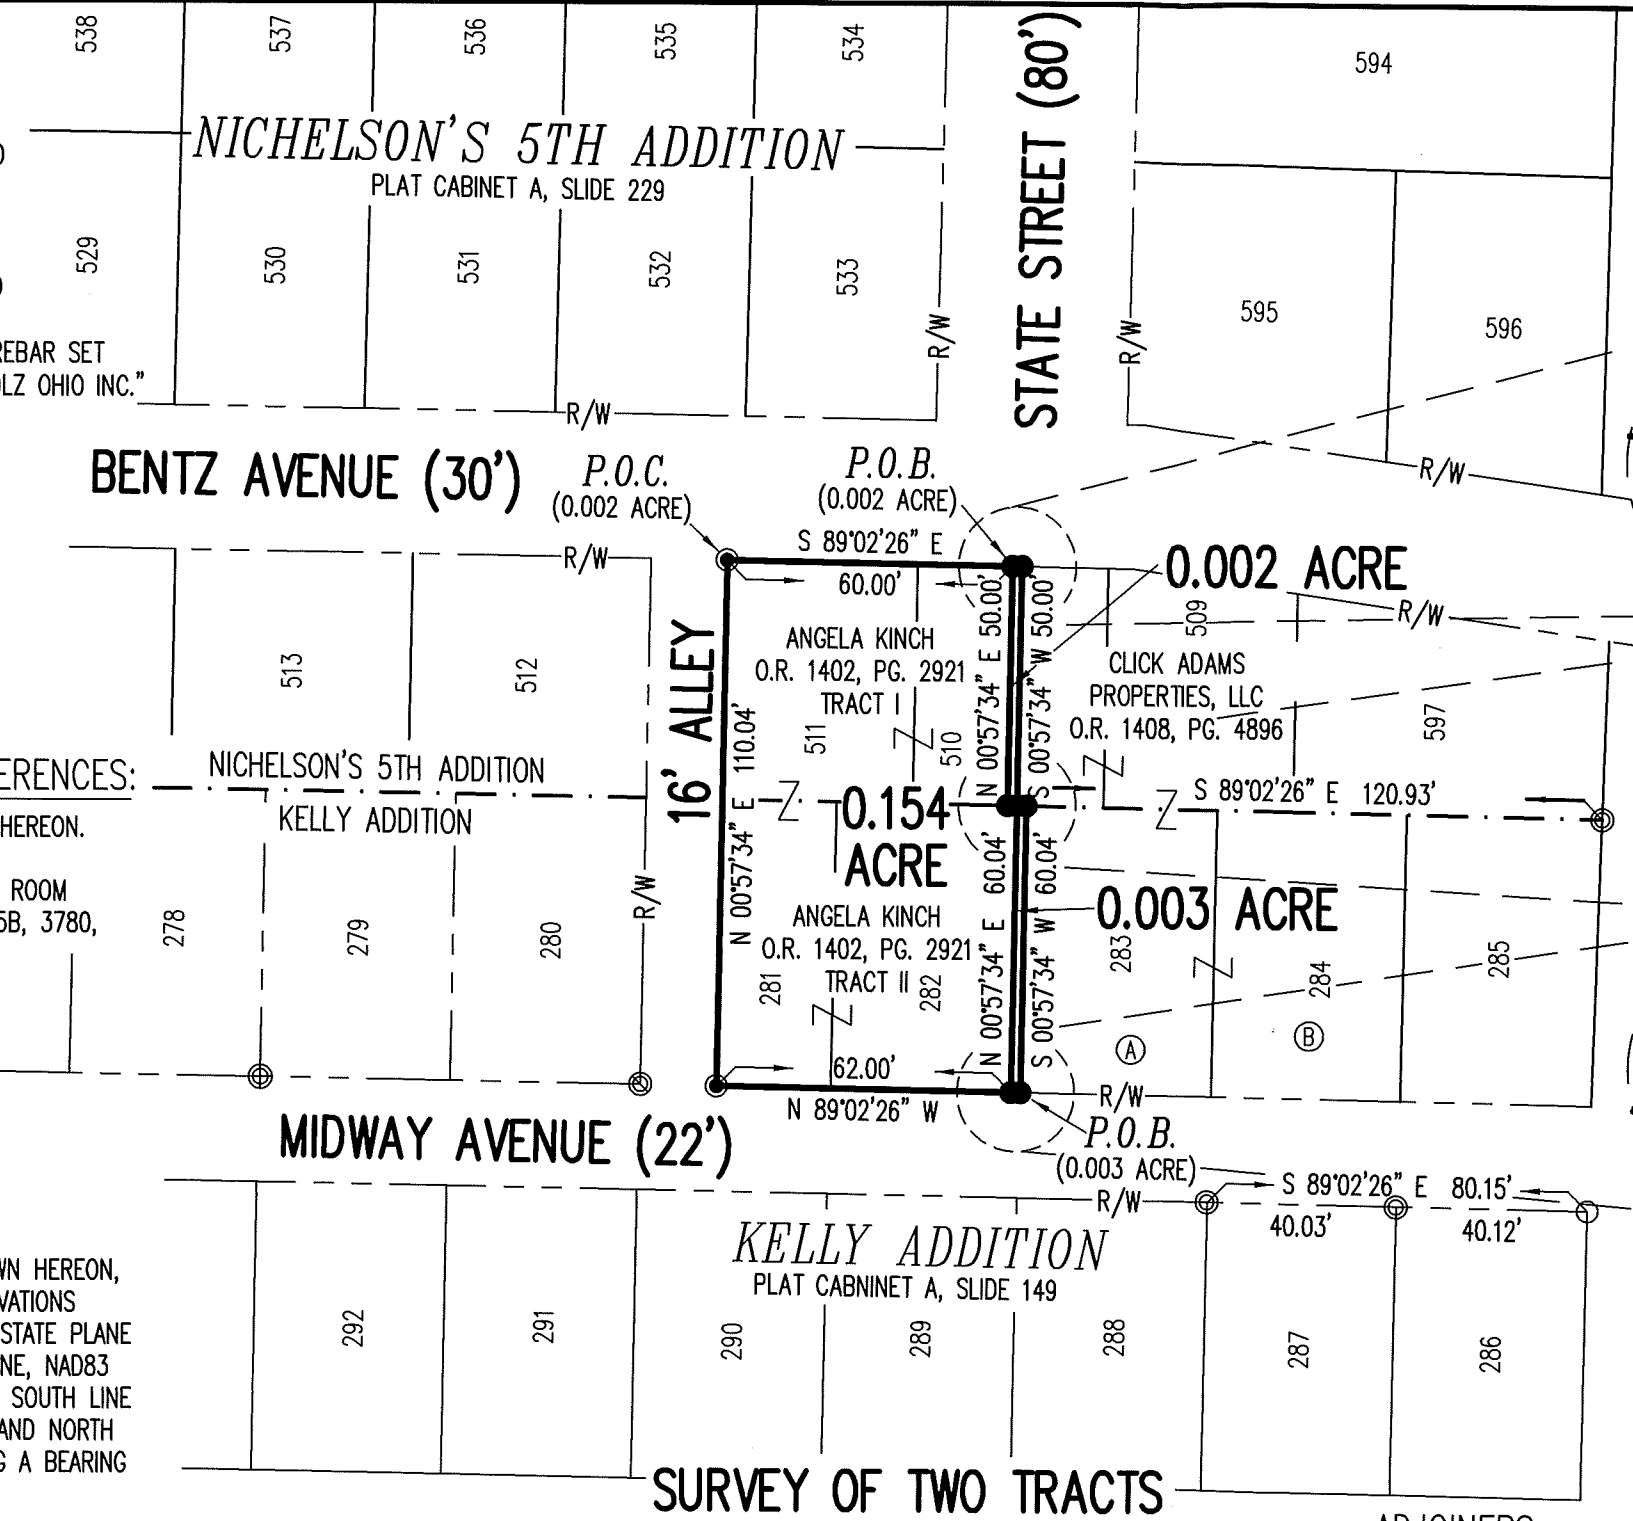 538
537
536
535
534
STATE STREET (80')
594
NICHELSON'S 5TH ADDITION
PLAT CABINET A, SLIDE 229
529
530
531
532
533
R/W
R/W
595
596
REBAR SET
OHIO INC."
R/W
R/W
BENTZ AVENUE (30')
P.O.C.
(0.002 ACRE)
P.O.B.
(0.002 ACRE)
R/W
S 89°02'26" E
60.00'
0.002 ACRE
R/W
513
512
16' ALLEY
ANGELA KINCH
O.R. 1402, PG. 2921
TRACT I
511
510
N 00°57'34" E 50.00'
S 00°57'34" W 50.00'
509
CLICK ADAMS
PROPERTIES, LLC
O.R. 1408, PG. 4896
597
NICHELSON'S 5TH ADDITION
KELLY ADDITION
HEREON.
S 89°02'26" E 120.93'
N 00°57'34" E 110.04'
0.154
ACRE
ROOM
5B, 3780,
278
279
280
R/W
ANGELA KINCH
O.R. 1402, PG. 2921
TRACT II
281
282
N 00°57'34" E 60.04'
S 00°57'34" W 60.04'
0.003 ACRE
283
284
285
A
B
62.00'
N 89°02'26" W
R/W
MIDWAY AVENUE (22')
P.O.B.
(0.003 ACRE)
R/W
S 89°02'26" E 80.15'
40.03'
40.12'
KELLY ADDITION
PLAT CABNINET A, SLIDE 149
HEREON,
STATE PLANE
NAD83
SOUTH LINE
AND NORTH
A BEARING
292
291
290
289
288
287
286
SURVEY OF TWO TRACTS